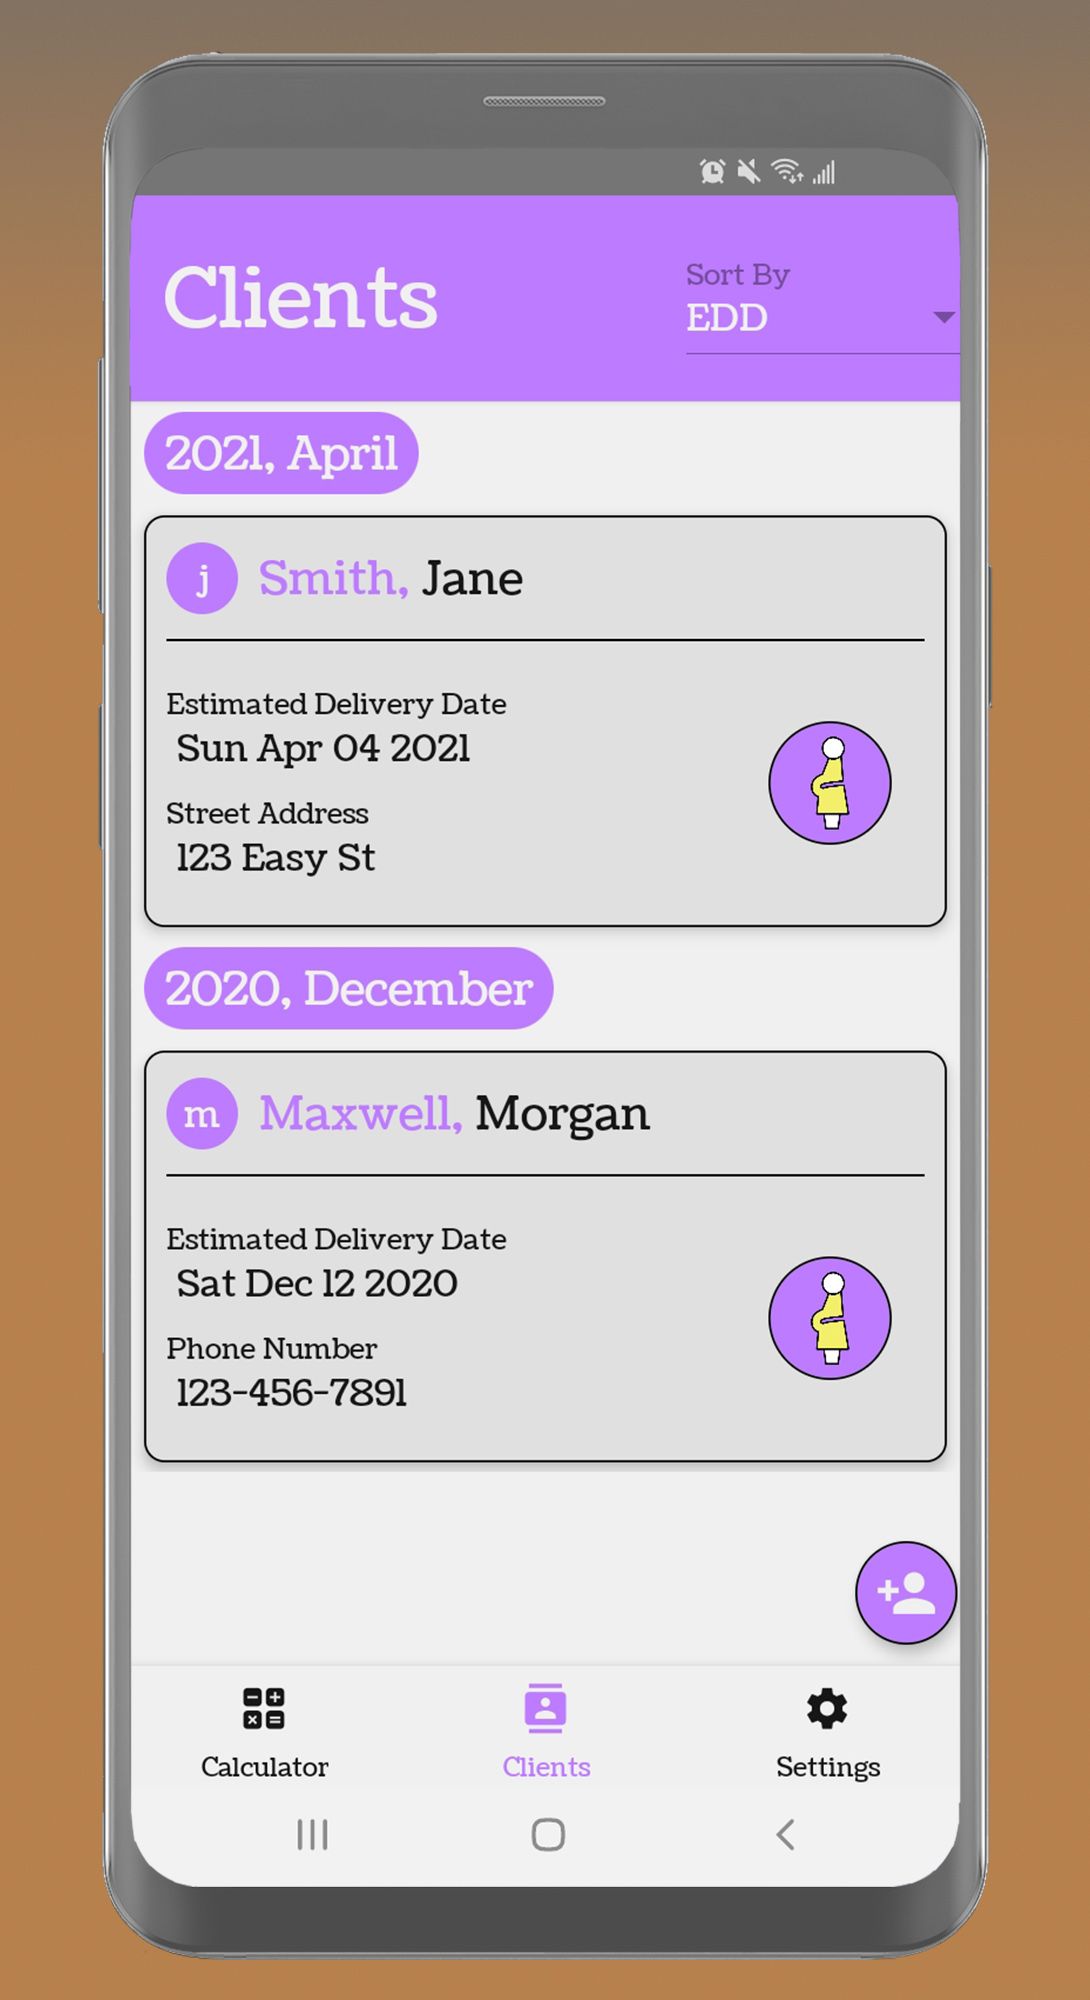 Clients
Sort By
EDD
2021, April
j
Smith, Jane
Estimated Delivery Date
Sun Apr 04 2021
Street Address
123 Easy St
2020, December
m
Maxwell, Morgan
Estimated Delivery Date
Sat Dec 12 2020
Phone Number
123-456-7891
Calculator
Clients
Settings